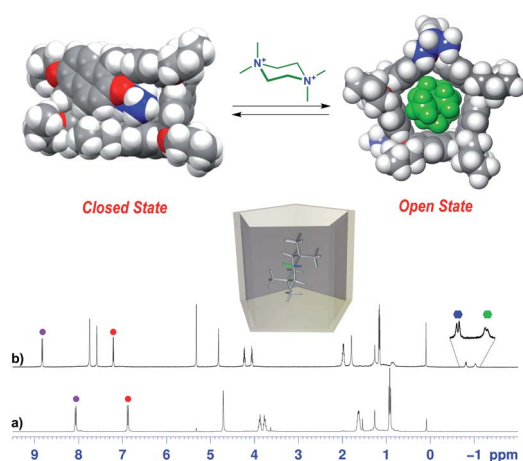 N⁺
N⁺
Closed State
Open State
b)
a)
9 8 7 6 5 4 3 2 1 0 −1 ppm